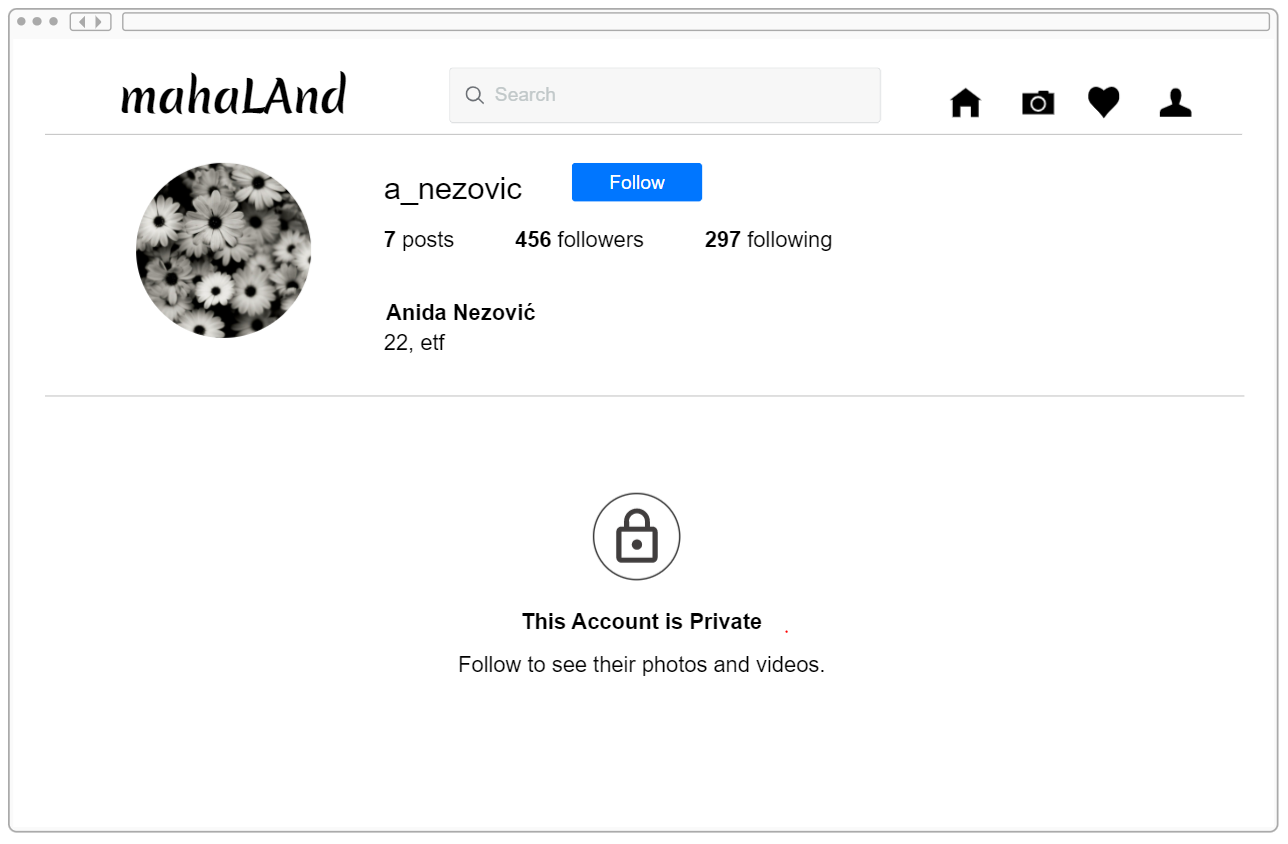 mahaLAnd
Search
a_nezovic
Follow
7 posts 456 followers 297 following
Anida Nezović
22, etf
This Account is Private
Follow to see their photos and videos.